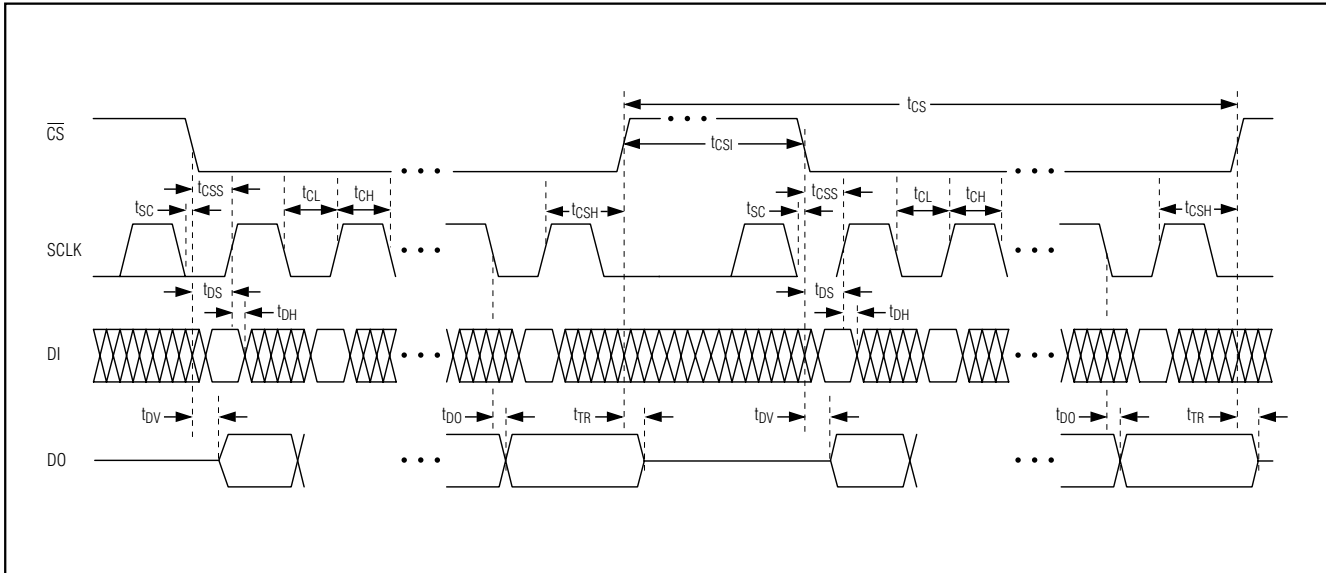 tCS
CS
tCSI
tCSS
tCL
tCH
tCSS
tCL
tCH
tSC
tCSH
tSC
tCSH
SCLK
tDS
tDS
tDH
tDH
DI
tDV
tDO
tTR
tDV
tDO
tTR
DO